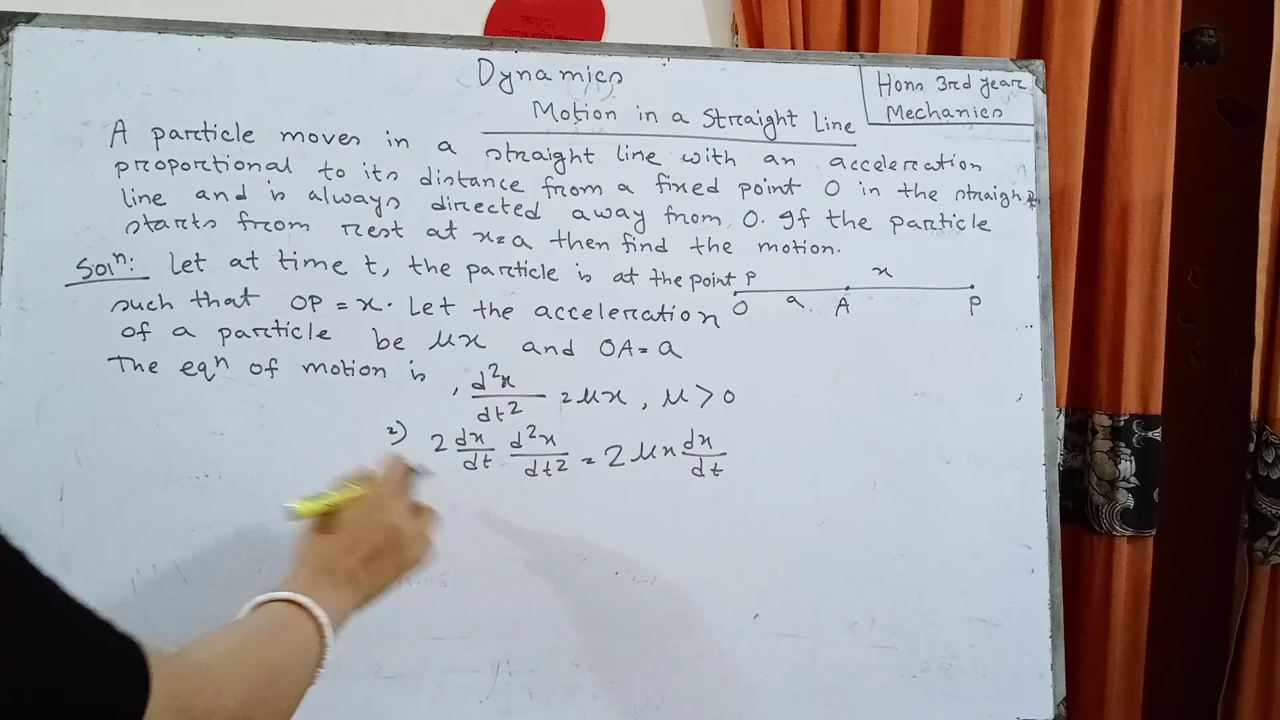 Dynamics
Motion in a Straight Line
Hons 3rd year
Mechanics
A particle moves in a straight line with an acceleration
proportional to its distance from a fixed point O in the straight
line and is always directed away from O. If the particle
starts from rest at x=a then find the motion.
Solⁿ: Let at time t, the particle is at the point P
such that OP = x. Let the acceleration
of a particle be μx and OA = a
x
O a A P
The eqⁿ of motion is, d²x/dt² = μx, μ > 0
⇒) 2 dx/dt d²x/dt² = 2μx dx/dt